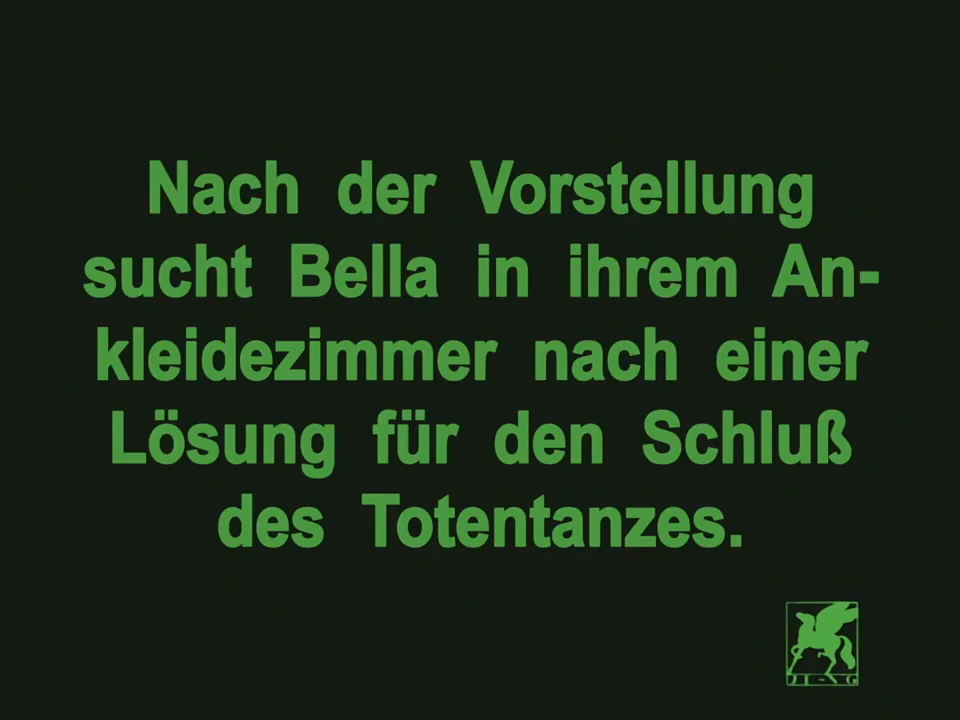 Nach der Vorstellung
sucht Bella in ihrem An-
kleidezimmer nach einer
Lösung für den Schluß
des Totentanzes.